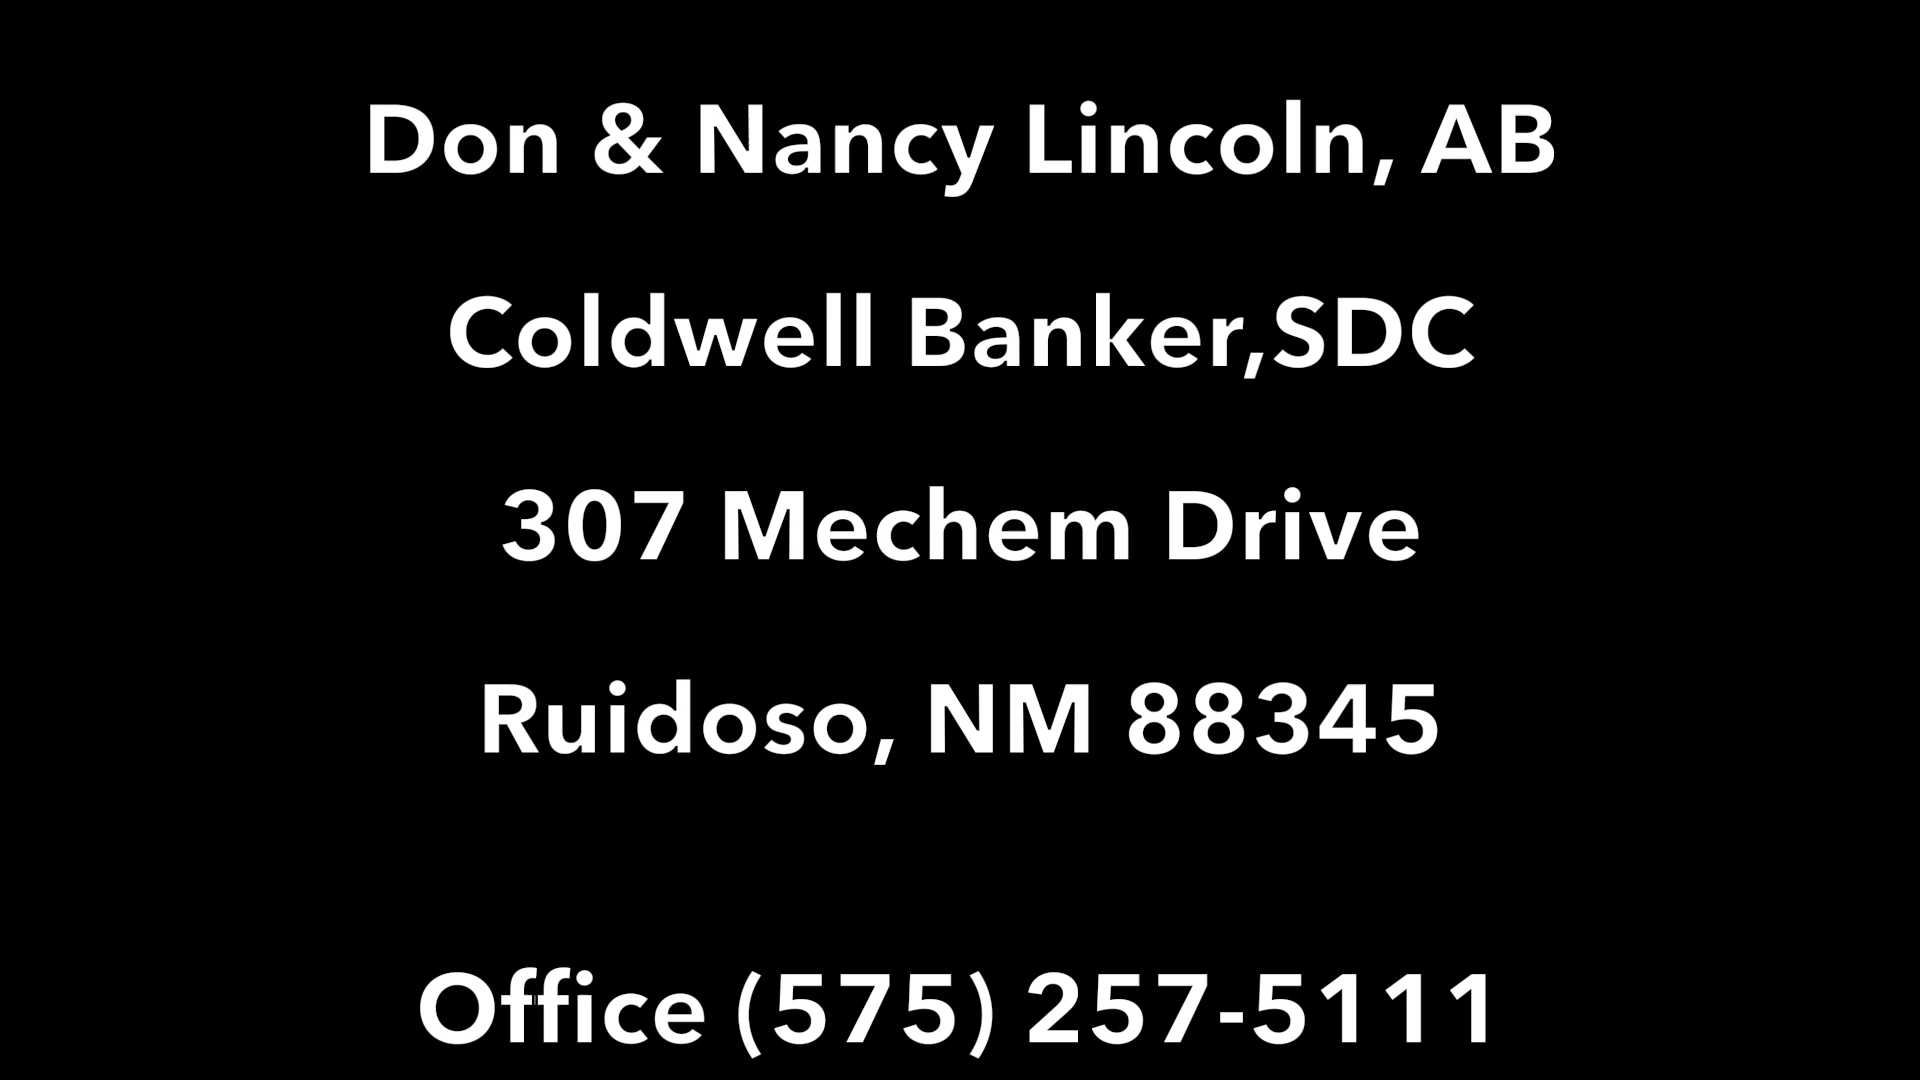 Don & Nancy Lincoln, AB
Coldwell Banker,SDC
307 Mechem Drive
Ruidoso, NM 88345
Office (575) 257-5111